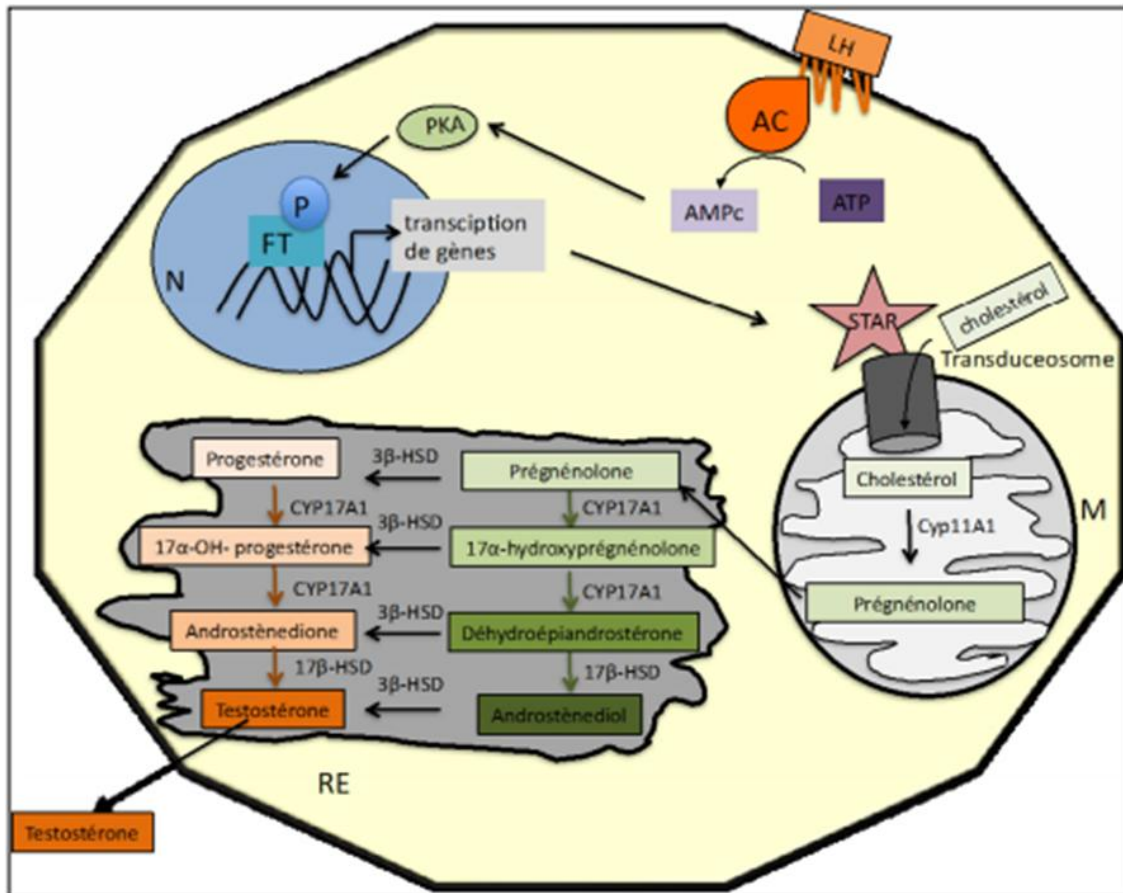 LH
AC
PKA
AMPc
ATP
P
FT
transciption
de gènes
N
STAR
cholestérol
Transduceosome
Progestérone
3β-HSD
Prégnénolone
Cholestérol
M
CYP17A1
CYP17A1
Cyp11A1
17α-OH- progestérone
3β-HSD
17α-hydroxyprégnénolone
CYP17A1
CYP17A1
Prégnénolone
Androstènedione
3β-HSD
Déhydroépiandrostérone
17β-HSD
17β-HSD
Testostérone
3β-HSD
Androstènediol
RE
Testostérone